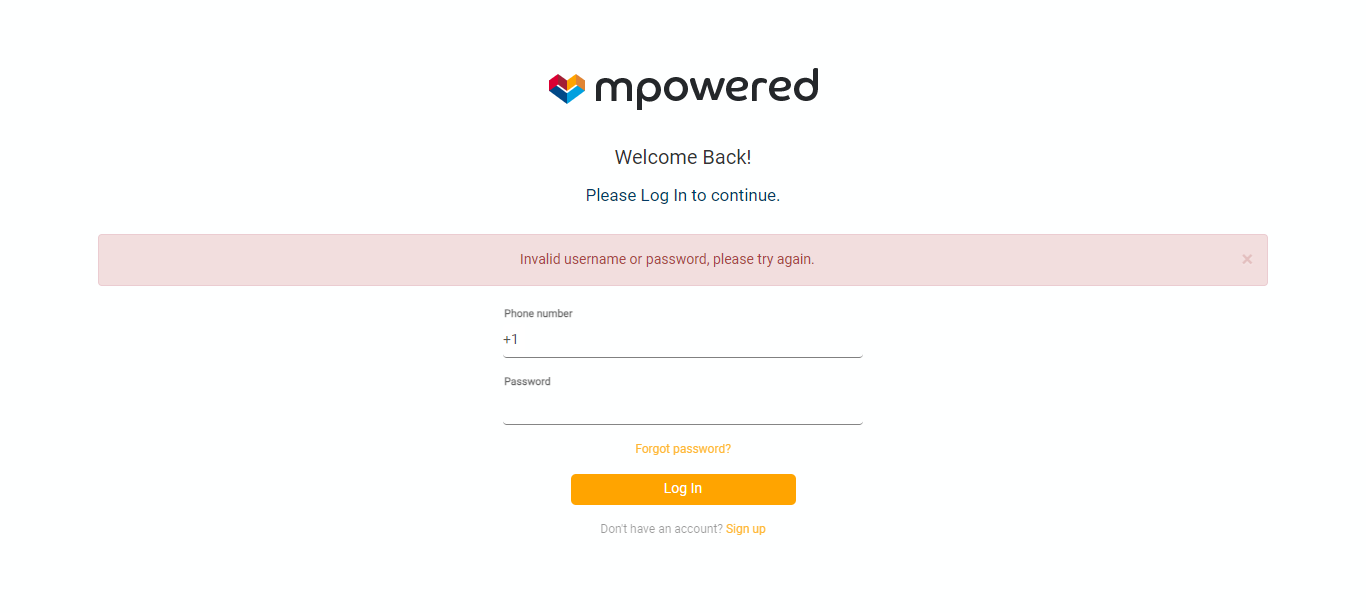 mpowered
Welcome Back!
Please Log In to continue.
Invalid username or password, please try again. ×
Phone number
+1
Password
Forgot password?
Log In
Don't have an account? Sign up